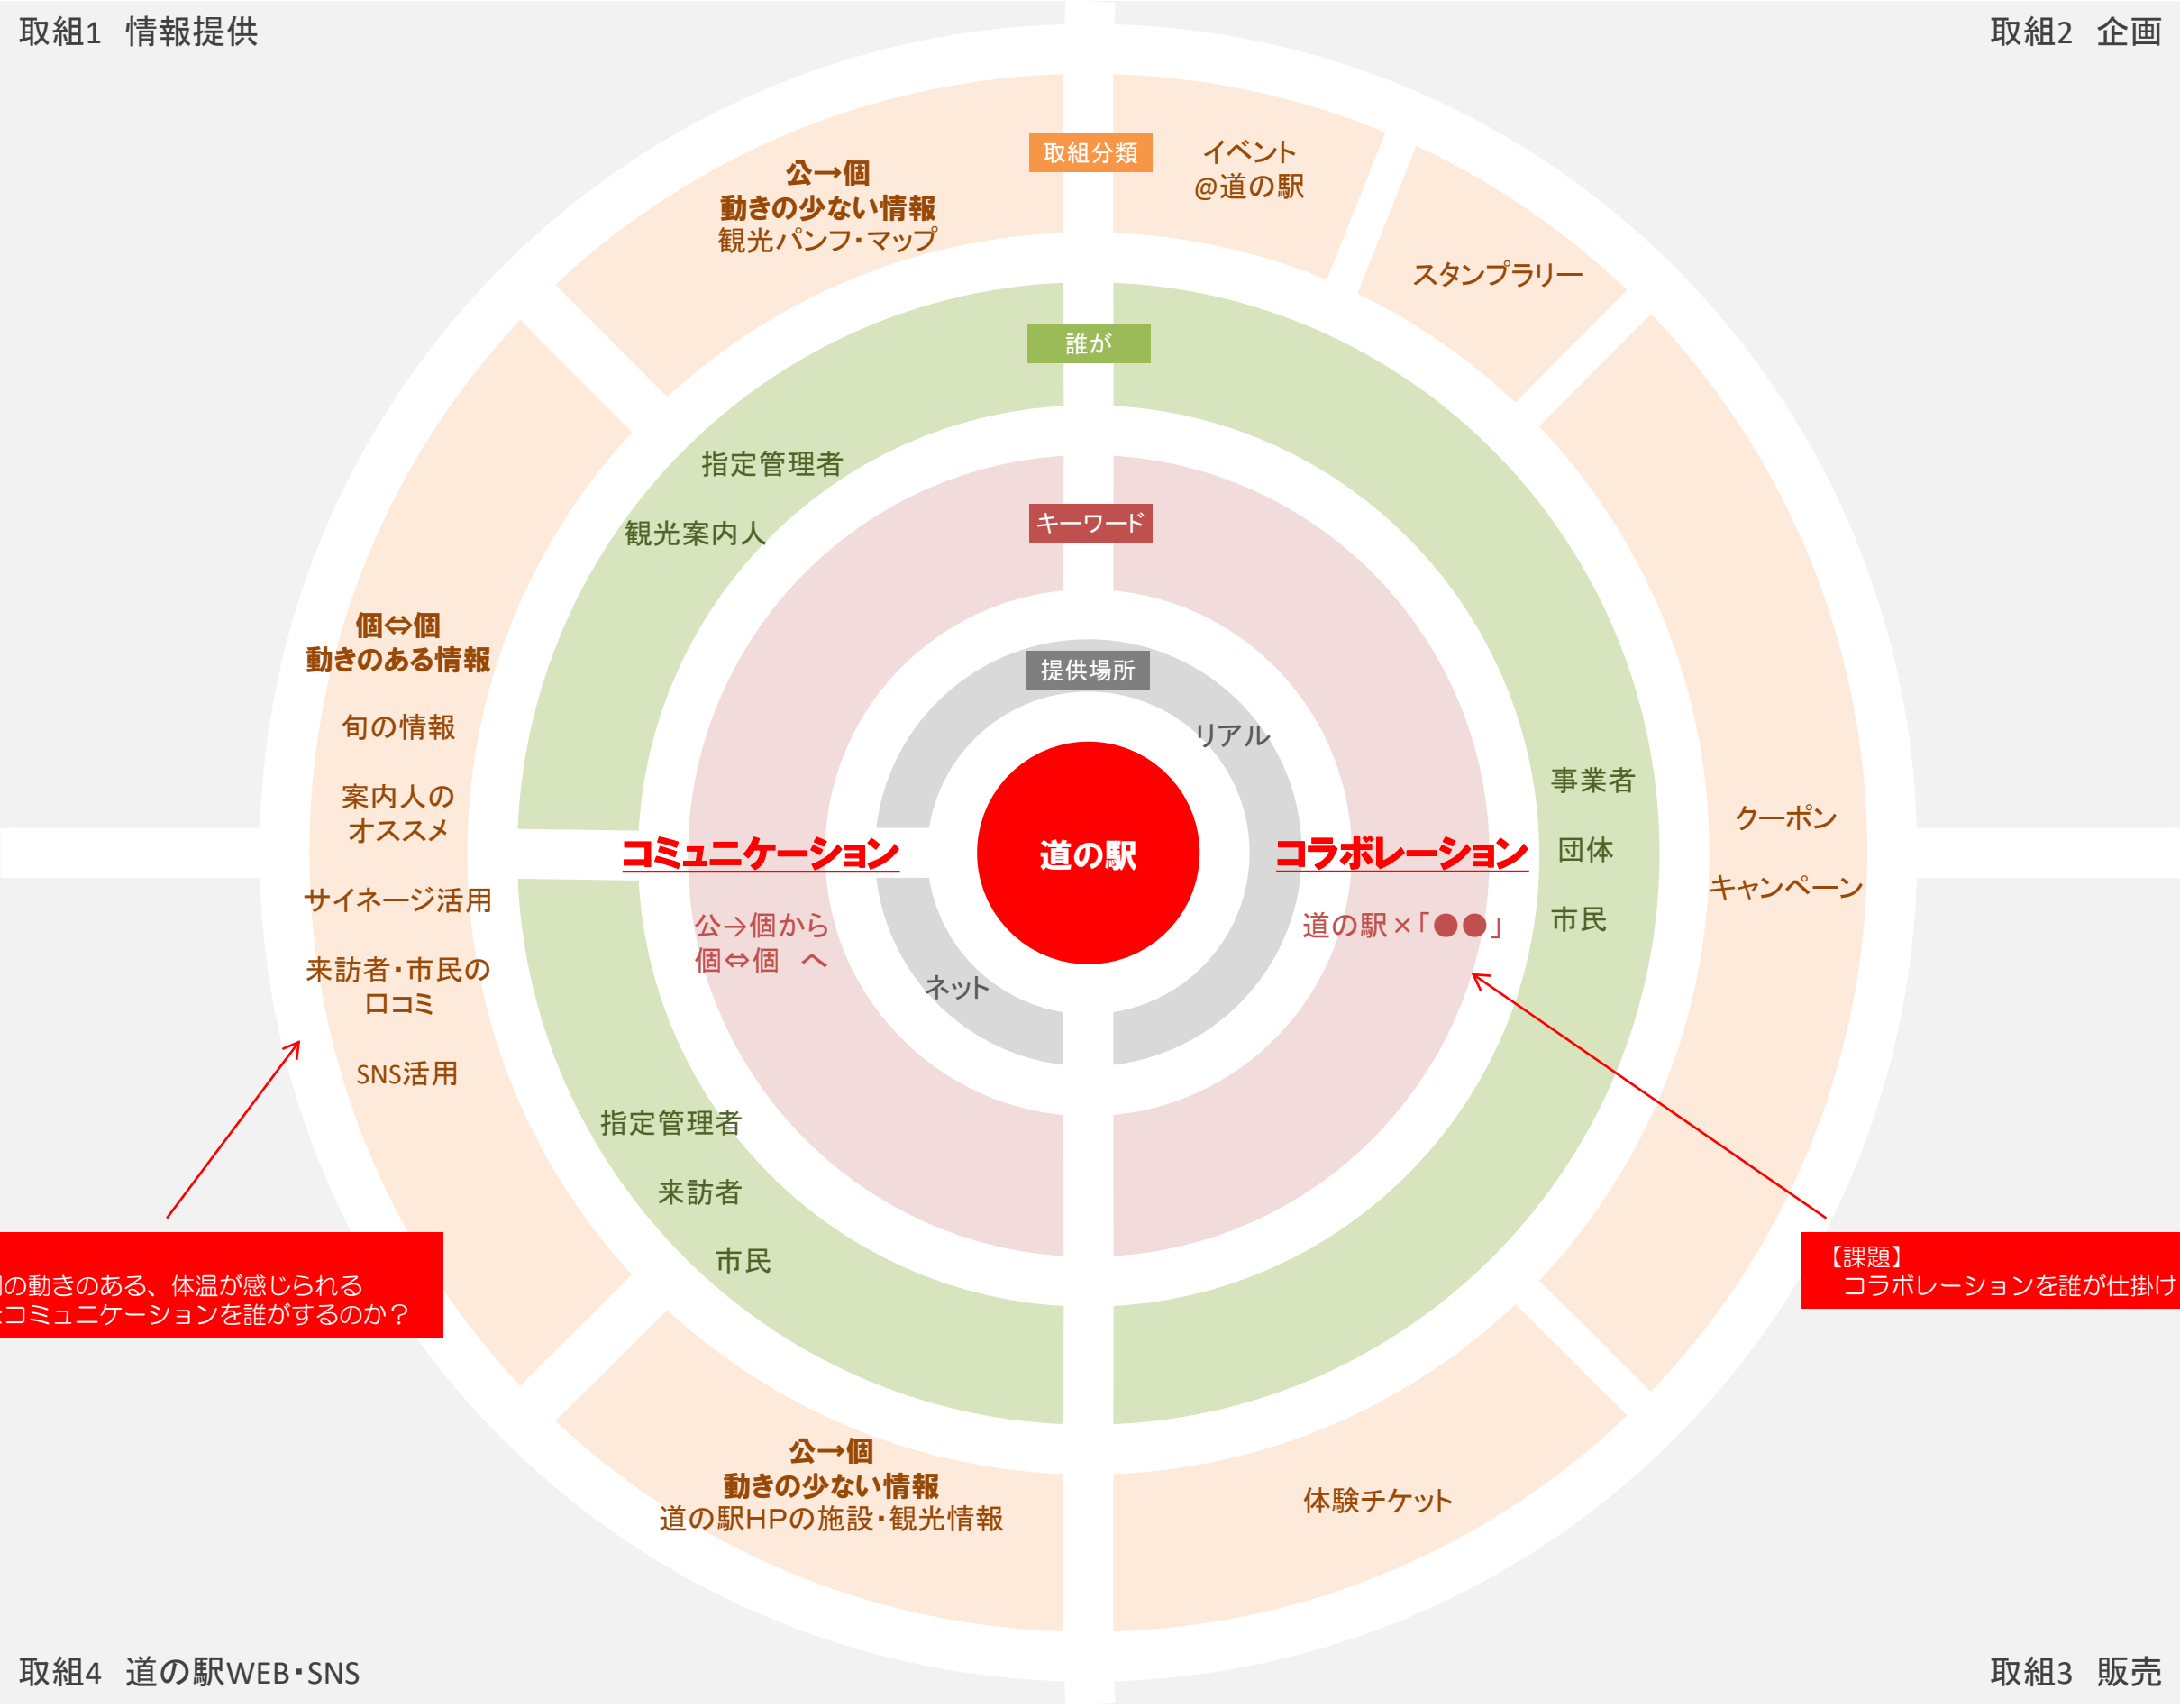 取組1　情報提供
取組2　企画
取組分類
公→個
動きの少ない情報
観光パンフ・マップ
イベント
@道の駅
スタンプラリー
誰が
指定管理者
観光案内人
キーワード
個⇔個
動きのある情報
旬の情報
案内人の
オススメ
サイネージ活用
来訪者・市民の
口コミ
SNS活用
提供場所
リアル
道の駅
ネット
コミュニケーション
公→個から
個⇔個　へ
コラボレーション
道の駅×「●●」
事業者
団体
市民
クーポン
キャンペーン
指定管理者
来訪者
市民
の動きのある、体温が感じられる
コミュニケーションを誰がするのか？
【課題】
コラボレーションを誰が仕掛け
公→個
動きの少ない情報
道の駅HPの施設・観光情報
体験チケット
取組4　道の駅WEB・SNS
取組3　販売